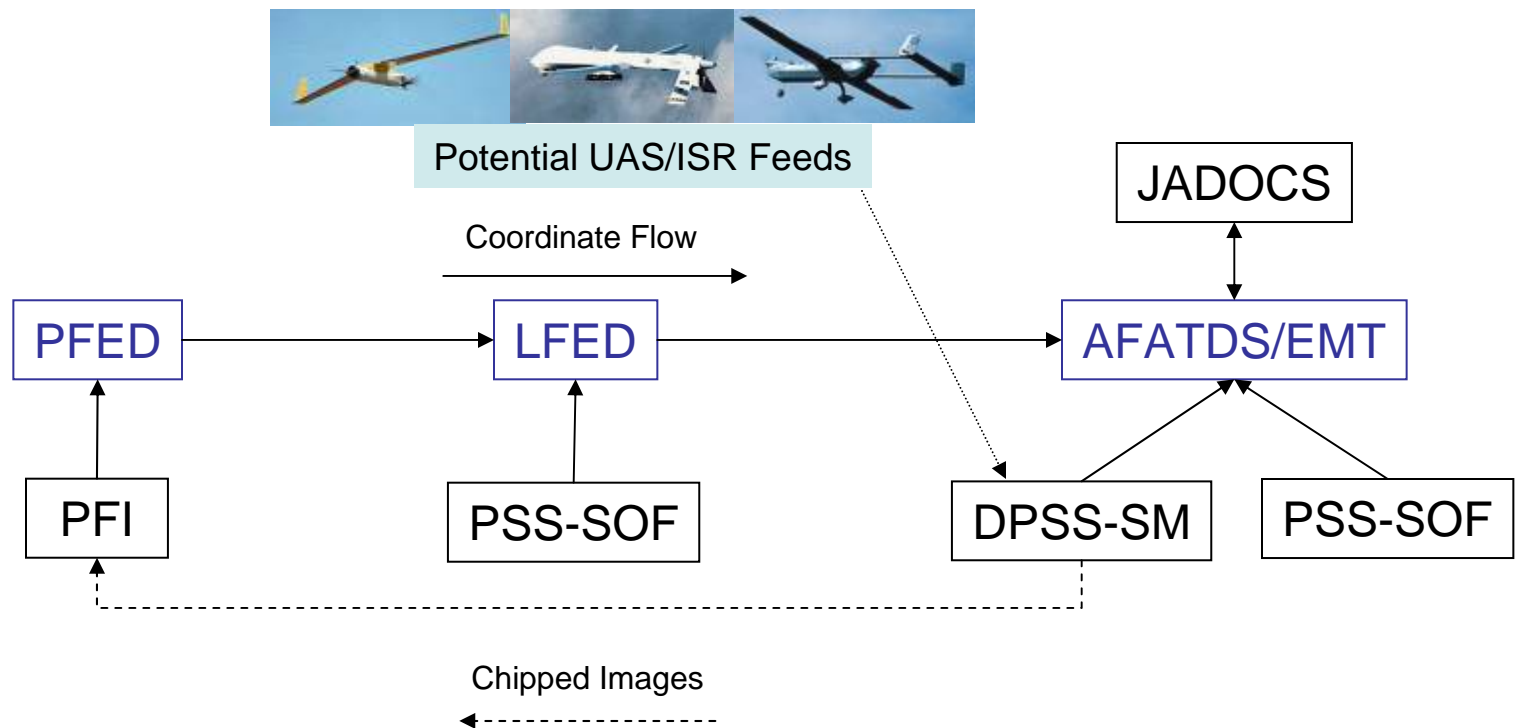 Potential UAS/ISR Feeds
JADOCS
Coordinate Flow
PFED
LFED
AFATDS/EMT
PFI
PSS-SOF
DPSS-SM
PSS-SOF
Chipped Images